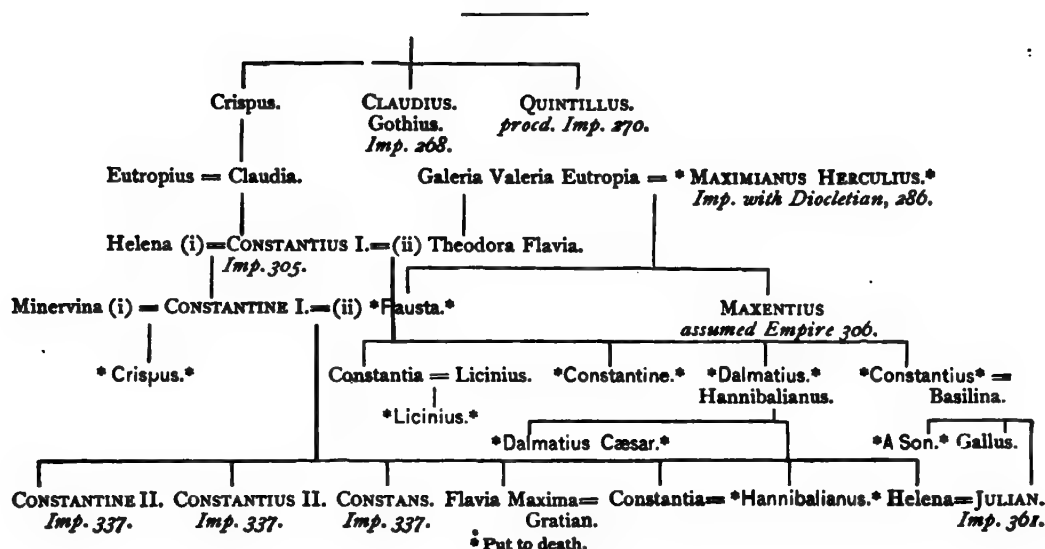 Crispus. CLAUDIUS. QUINTILLUS.
Gothius. procd. Imp. 270.
Imp. 268.
Eutropius = Claudia. Galeria Valeria Eutropia = * MAXIMIANUS HERCULIUS.*
Imp. with Diocletian, 286.
Helena (i)=CONSTANTIUS I.=(ii) Theodora Flavia.
Imp. 305.
Minervina (i) = CONSTANTINE I.=(ii) *Fausta.* MAXENTIUS
assumed Empire 306.
* Crispus.* Constantia = Licinius. *Constantine.* *Dalmatius.* *Constantius* =
Hannibalianus. Basilina.
*Licinius.*
*Dalmatius Cæsar.* *A Son.* Gallus.
CONSTANTINE II. CONSTANTIUS II. CONSTANS. Flavia Maxima= Constantia= *Hannibalianus.* Helena=JULIAN.
Imp. 337. Imp. 337. Imp. 337. Gratian. Imp. 361.
* Put to death.